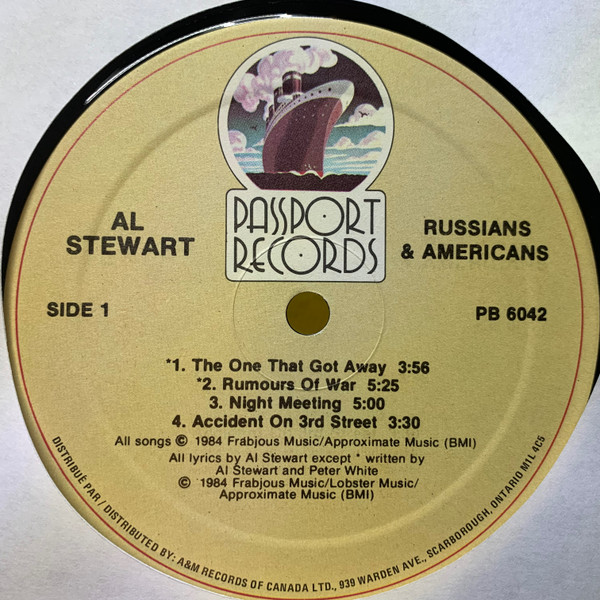 PASSPORT
RECORDS
AL
STEWART
RUSSIANS
& AMERICANS
SIDE 1
PB 6042
*1. The One That Got Away 3:56
*2. Rumours Of War 5:25
3. Night Meeting 5:00
4. Accident On 3rd Street 3:30
All songs © 1984 Frabjous Music/Approximate Music (BMI)
All lyrics by Al Stewart except * written by
Al Stewart and Peter White
© 1984 Frabjous Music/Lobster Music/
Approximate Music (BMI)
DISTRIBUÉ PAR / DISTRIBUTED BY: A&M RECORDS OF CANADA LTD., 939 WARDEN AVE., SCARBOROUGH, ONTARIO M1L 4C5